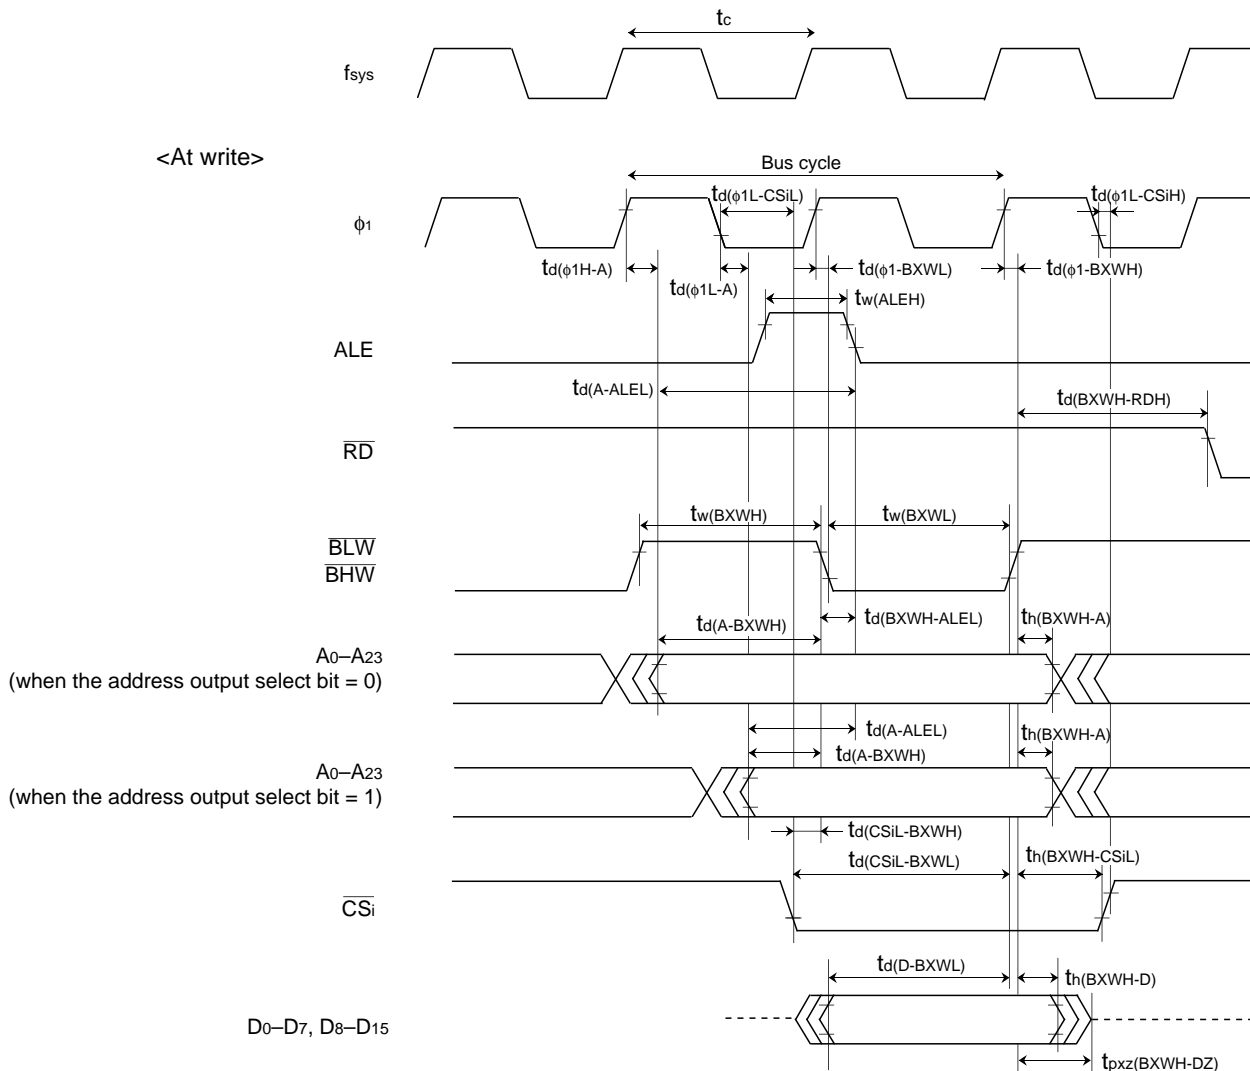 tc
fsys
<At write>
Bus cycle
td(ϕ1L-CSiL)
td(ϕ1L-CSiH)
ϕ1
td(ϕ1H-A)
td(ϕ1L-A)
td(ϕ1-BXWL)
td(ϕ1-BXWH)
tw(ALEH)
ALE
td(A-ALEL)
td(BXWH-RDH)
RD
tw(BXWH)
tw(BXWL)
BLW
BHW
td(A-BXWH)
td(BXWH-ALEL)
th(BXWH-A)
A0–A23
(when the address output select bit = 0)
td(A-ALEL)
th(BXWH-A)
td(A-BXWH)
A0–A23
(when the address output select bit = 1)
td(CSiL-BXWH)
td(CSiL-BXWL)
th(BXWH-CSiL)
CSi
td(D-BXWL)
th(BXWH-D)
D0–D7, D8–D15
tpxz(BXWH-DZ)